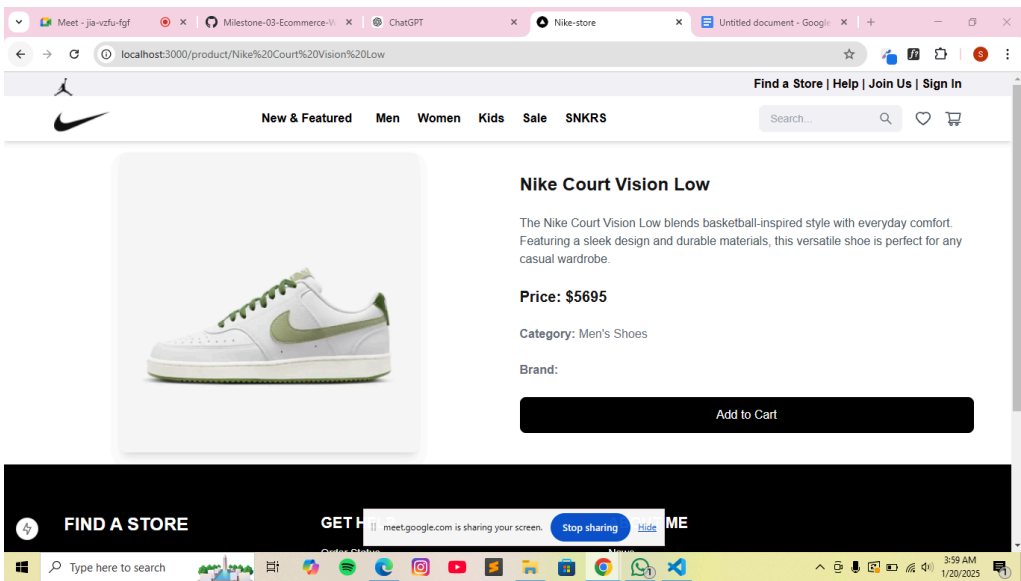 Meet - jia-vzfu-fgf
Milestone-03-Ecommerce-W
ChatGPT
Nike-store
Untitled document - Google
localhost:3000/product/Nike%20Court%20Vision%20Low
S
Find a Store | Help | Join Us | Sign In
New & Featured Men Women Kids Sale SNKRS
Search...
Nike Court Vision Low
The Nike Court Vision Low blends basketball-inspired style with everyday comfort.
Featuring a sleek design and durable materials, this versatile shoe is perfect for any
casual wardrobe.
Price: $5695
Category: Men's Shoes
Brand:
Add to Cart
FIND A STORE
GET H
ME
meet.google.com is sharing your screen.
Stop sharing
Hide
Order Status
News
Type here to search
3:59 AM
1/20/2025